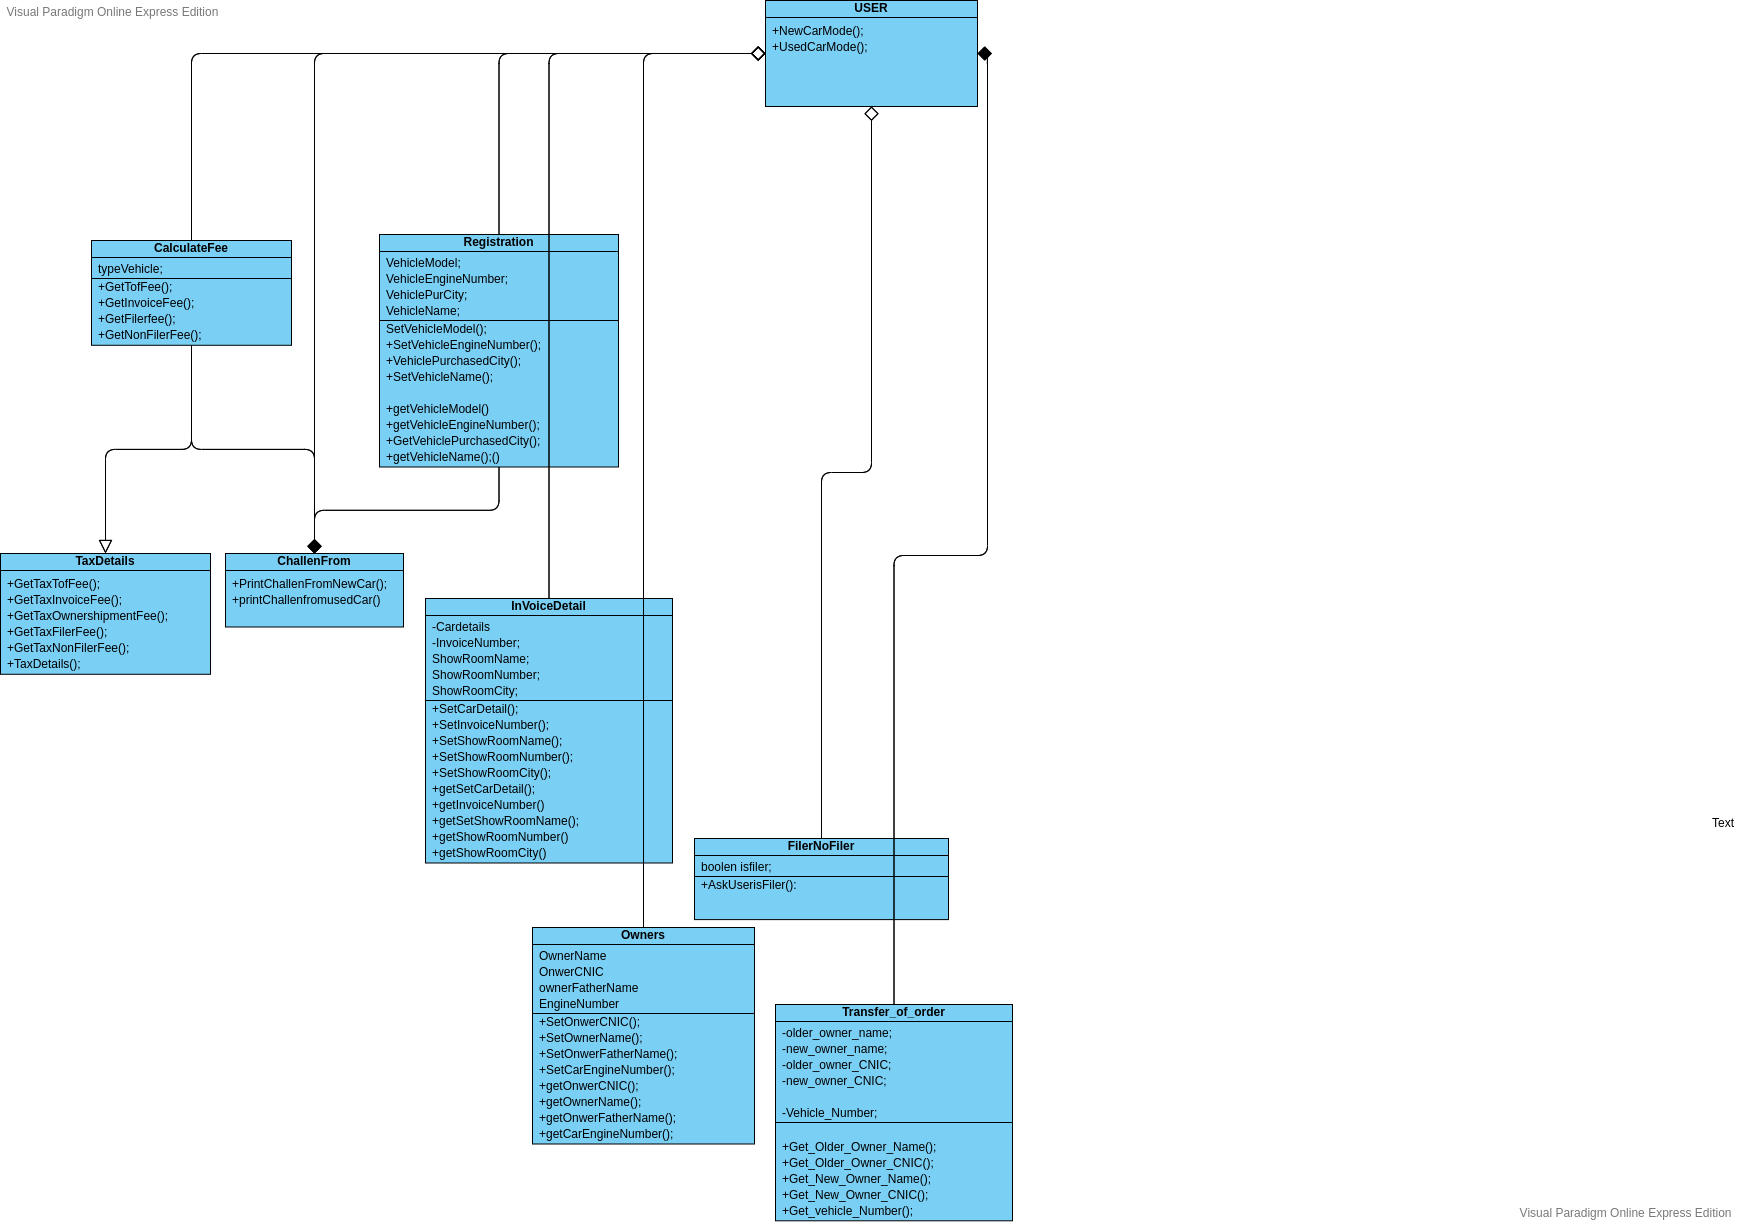 Visual Paradigm Online Express Edition
USER
+NewCarMode();
+UsedCarMode();
CalculateFee
typeVehicle;
+GetTofFee();
+GetInvoiceFee();
+GetFilerfee();
+GetNonFilerFee();
Registration
VehicleModel;
VehicleEngineNumber;
VehiclePurCity;
VehicleName;
SetVehicleModel();
+SetVehicleEngineNumber();
+VehiclePurchasedCity();
+SetVehicleName();
+getVehicleModel()
+getVehicleEngineNumber();
+GetVehiclePurchasedCity();
+getVehicleName();()
TaxDetails
+GetTaxTofFee();
+GetTaxInvoiceFee();
+GetTaxOwnershipmentFee();
+GetTaxFilerFee();
+GetTaxNonFilerFee();
+TaxDetails();
ChallenFrom
+PrintChallenFromNewCar();
+printChallenfromusedCar()
InVoiceDetail
-Cardetails
-InvoiceNumber;
ShowRoomName;
ShowRoomNumber;
ShowRoomCity;
+SetCarDetail();
+SetInvoiceNumber();
+SetShowRoomName();
+SetShowRoomNumber();
+SetShowRoomCity();
+getSetCarDetail();
+getInvoiceNumber()
+getSetShowRoomName();
+getShowRoomNumber()
+getShowRoomCity()
Text
FilerNoFiler
boolen isfiler;
+AskUserisFiler():
Owners
OwnerName
OnwerCNIC
ownerFatherName
EngineNumber
+SetOnwerCNIC();
+SetOwnerName();
+SetOnwerFatherName();
+SetCarEngineNumber();
+getOnwerCNIC();
+getOwnerName();
+getOnwerFatherName();
+getCarEngineNumber();
Transfer_of_order
-older_owner_name;
-new_owner_name;
-older_owner_CNIC;
-new_owner_CNIC;
-Vehicle_Number;
+Get_Older_Owner_Name();
+Get_Older_Owner_CNIC();
+Get_New_Owner_Name();
+Get_New_Owner_CNIC();
+Get_vehicle_Number();
Visual Paradigm Online Express Edition